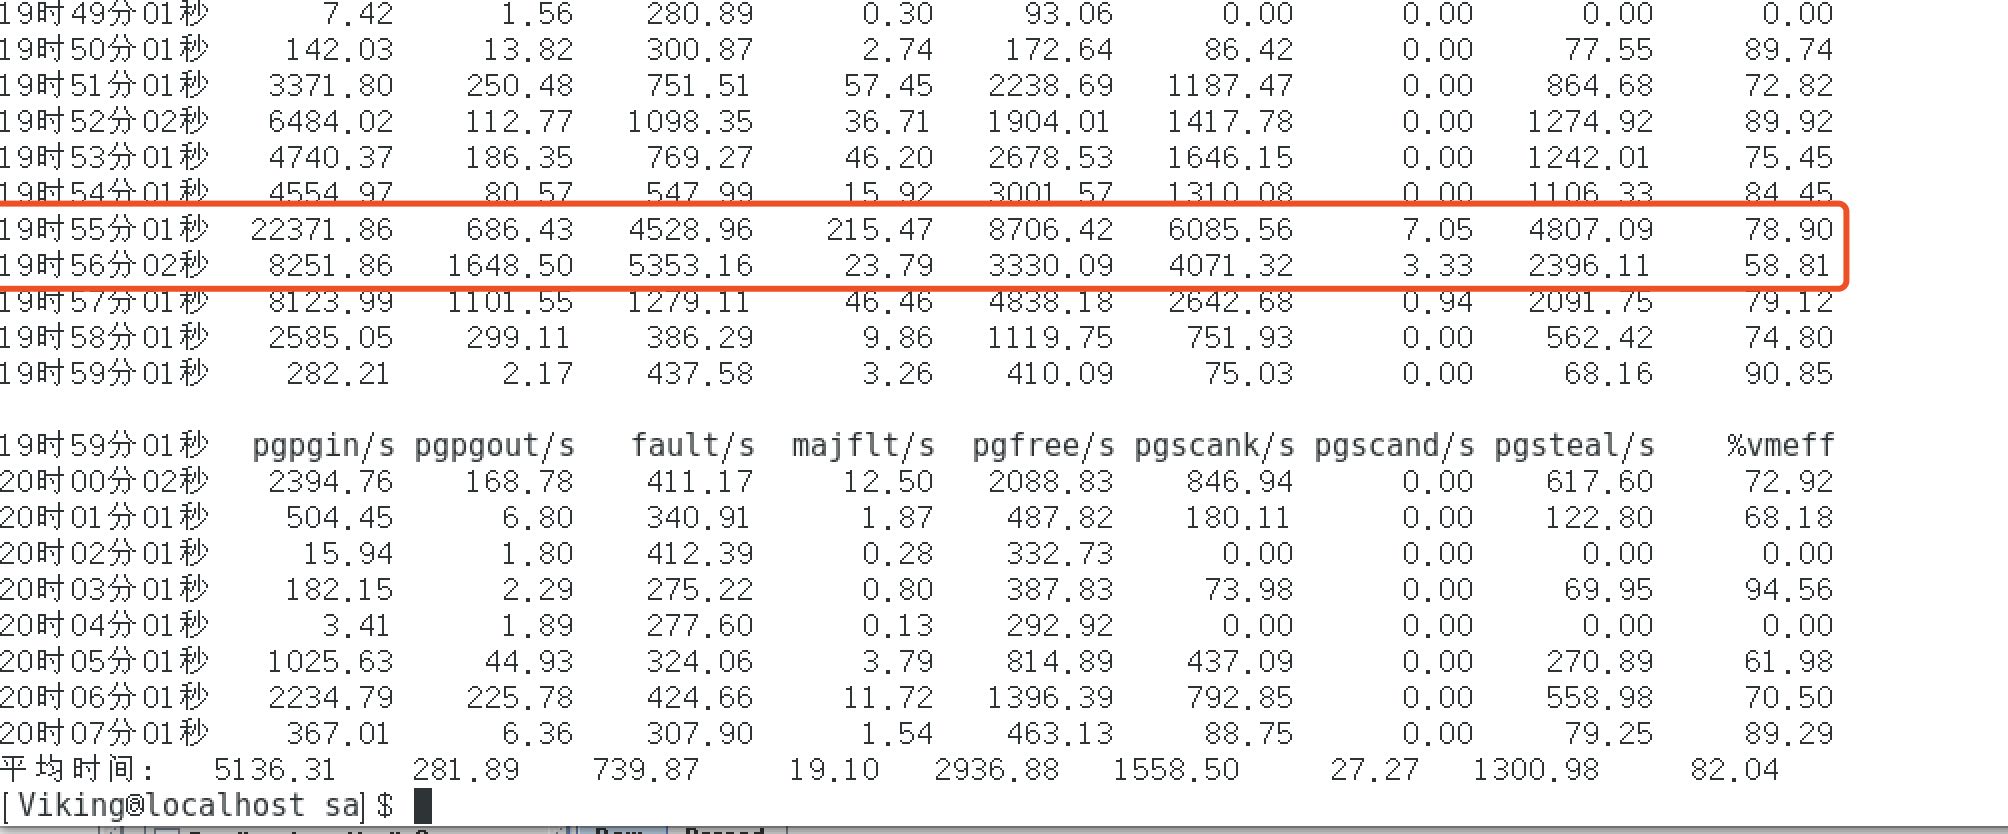 19时49分01秒 7.42 1.56 280.89 0.30 93.06 0.00 0.00 0.00 0.00
19时50分01秒 142.03 13.82 300.87 2.74 172.64 86.42 0.00 77.55 89.74
19时51分01秒 3371.80 250.48 751.51 57.45 2238.69 1187.47 0.00 864.68 72.82
19时52分02秒 6484.02 112.77 1098.35 36.71 1904.01 1417.78 0.00 1274.92 89.92
19时53分01秒 4740.37 186.35 769.27 46.20 2678.53 1646.15 0.00 1242.01 75.45
19时54分01秒 4554.97 80.57 547.99 15.92 3001.57 1310.08 0.00 1106.33 84.45
19时55分01秒 22371.86 686.43 4528.96 215.47 8706.42 6085.56 7.05 4807.09 78.90
19时56分02秒 8251.86 1648.50 5353.16 23.79 3330.09 4071.32 3.33 2396.11 58.81
19时57分01秒 8123.99 1101.55 1279.11 46.46 4838.18 2642.68 0.94 2091.75 79.12
19时58分01秒 2585.05 299.11 386.29 9.86 1119.75 751.93 0.00 562.42 74.80
19时59分01秒 282.21 2.17 437.58 3.26 410.09 75.03 0.00 68.16 90.85
19时59分01秒 pgpgin/s pgpgout/s fault/s majflt/s pgfree/s pgscank/s pgscand/s pgsteal/s %vmeff
20时00分02秒 2394.76 168.78 411.17 12.50 2088.83 846.94 0.00 617.60 72.92
20时01分01秒 504.45 6.80 340.91 1.87 487.82 180.11 0.00 122.80 68.18
20时02分01秒 15.94 1.80 412.39 0.28 332.73 0.00 0.00 0.00 0.00
20时03分01秒 182.15 2.29 275.22 0.80 387.83 73.98 0.00 69.95 94.56
20时04分01秒 3.41 1.89 277.60 0.13 292.92 0.00 0.00 0.00 0.00
20时05分01秒 1025.63 44.93 324.06 3.79 814.89 437.09 0.00 270.89 61.98
20时06分01秒 2234.79 225.78 424.66 11.72 1396.39 792.85 0.00 558.98 70.50
20时07分01秒 367.01 6.36 307.90 1.54 463.13 88.75 0.00 79.25 89.29
平均时间: 5136.31 281.89 739.87 19.10 2936.88 1558.50 27.27 1300.98 82.04
[Viking@localhost sa]$